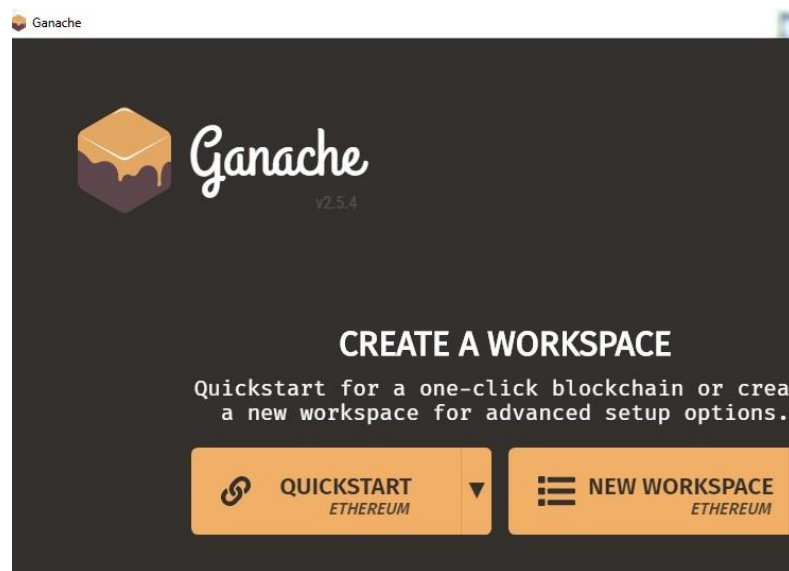 Ganache
Ganache
v2.5.4
CREATE A WORKSPACE
Quickstart for a one-click blockchain or crea
a new workspace for advanced setup options.
QUICKSTART
ETHEREUM
NEW WORKSPACE
ETHEREUM